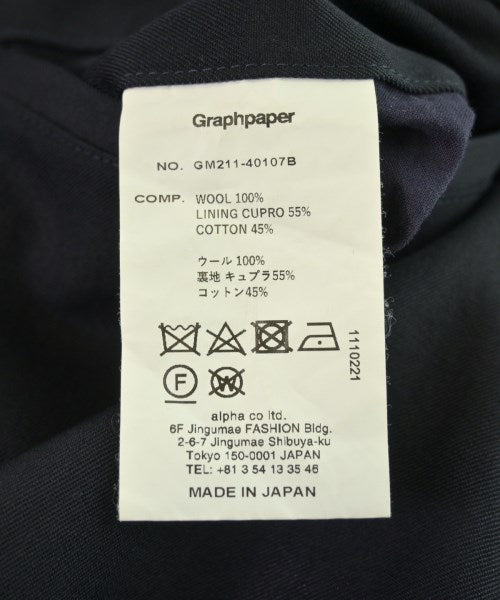 Graphpaper
NO. GM211-40107B
COMP. WOOL 100%
LINING CUPRO 55%
COTTON 45%
ウール 100%
裏地 キュプラ55%
コットン45%
1110221
F W
alpha co ltd.
6F Jingumae FASHION Bldg.
2-6-7 Jingumae Shibuya-ku
Tokyo 150-0001 JAPAN
TEL: +81 3 54 13 35 46
MADE IN JAPAN